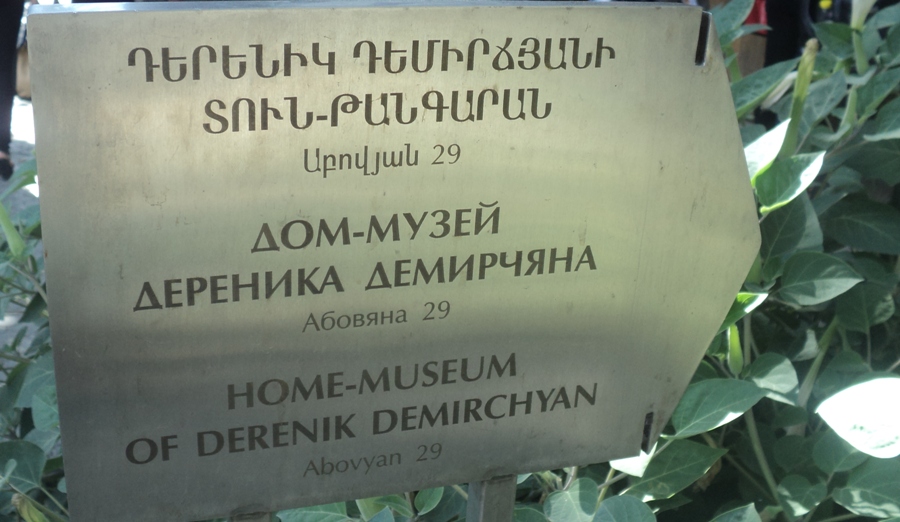 ԴԵՐԵՆԻԿ ԴԵՄԻՐՃՅԱՆԻ
ՏՈՒՆ-ԹԱՆԳԱՐԱՆ
Աբովյան 29
ДОМ-МУЗЕЙ
ДЕРЕНИКА ДЕМИРЧЯНА
Абовяна 29
HOME-MUSEUM
OF DERENIK DEMIRCHYAN
Abovyan 29